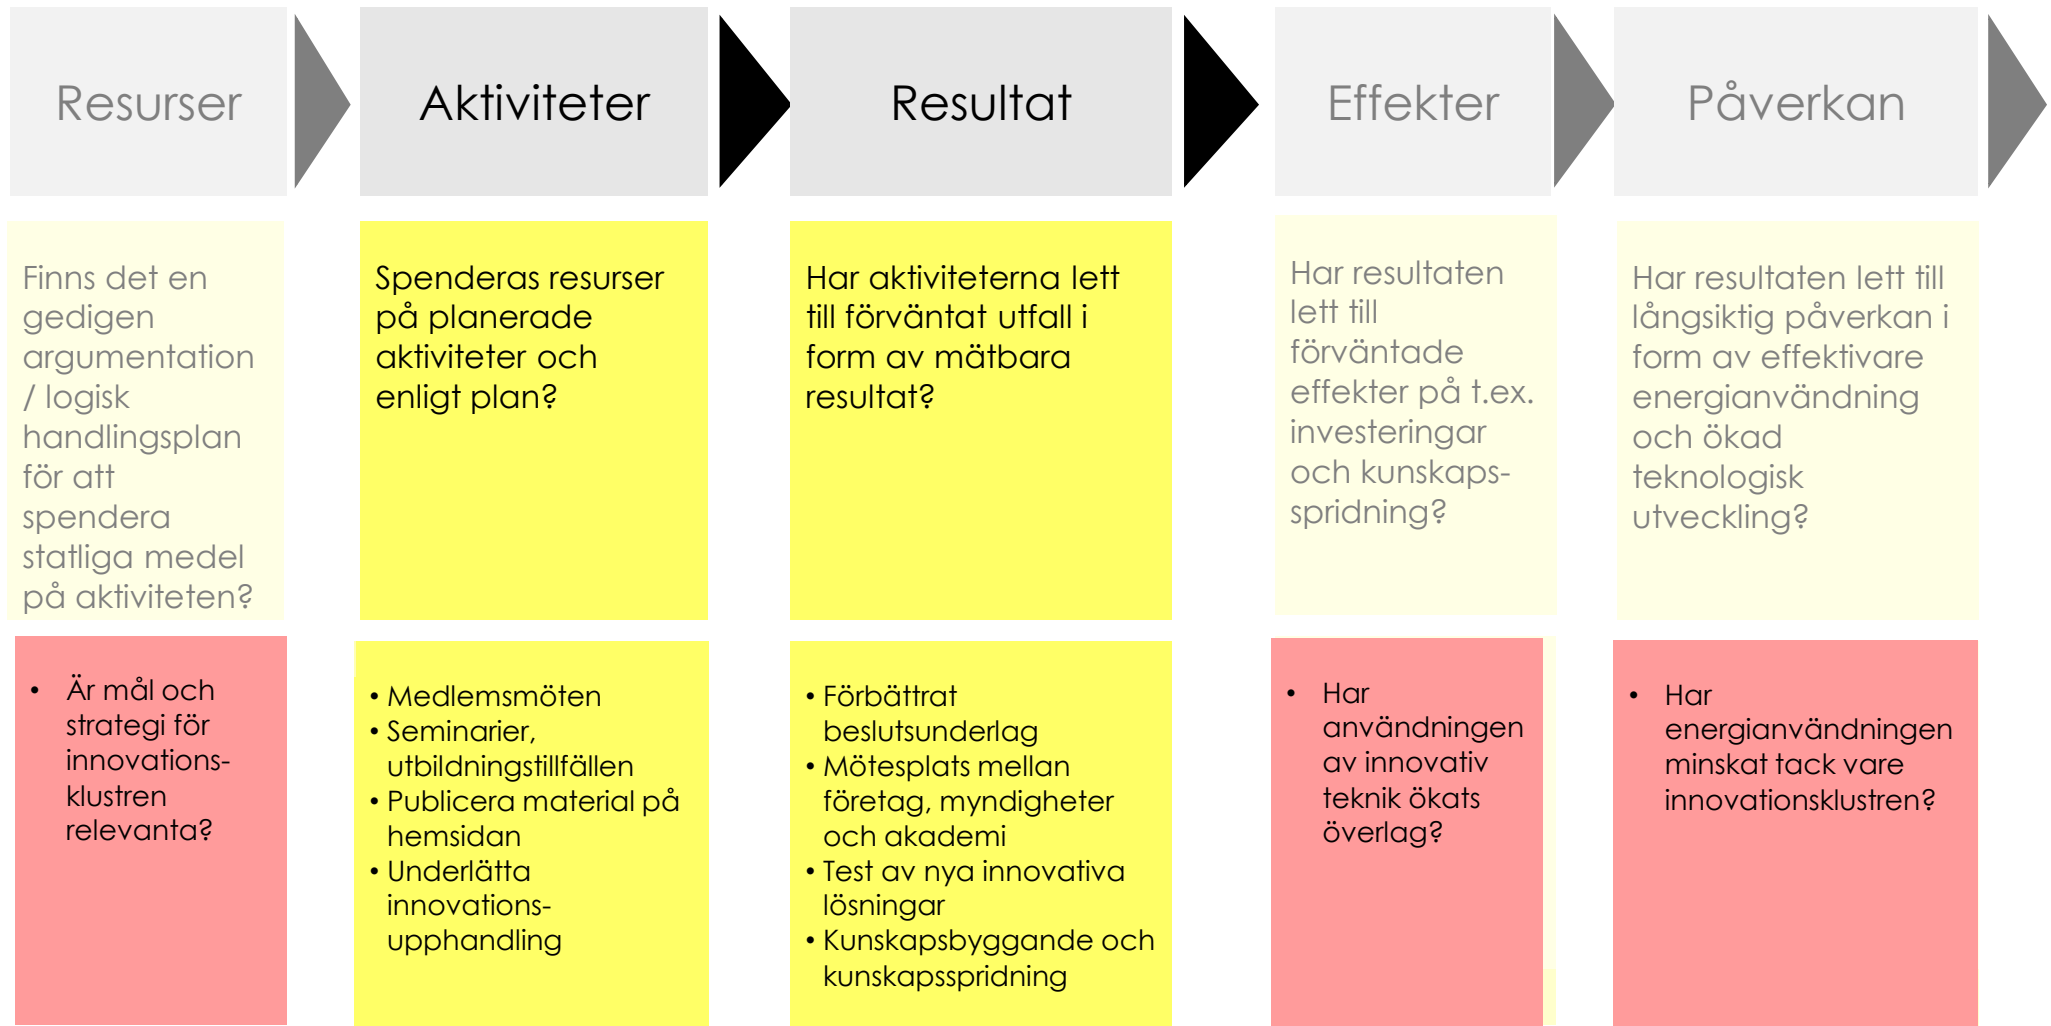 Resurser
Aktiviteter
Resultat
Effekter
Påverkan
Finns det en
gedigen
argumentation
/ logisk
handlingsplan
för att
spendera
statliga medel
på aktiviteten?
Spenderas resurser
på planerade
aktiviteter och
enligt plan?
Har aktiviteterna lett
till förväntat utfall i
form av mätbara
resultat?
Har resultaten
lett till
förväntade
effekter på t.ex.
investeringar
och kunskaps-
spridning?
Har resultaten lett till
långsiktig påverkan i
form av effektivare
energianvändning
och ökad
teknologisk
utveckling?
• Är mål och
strategi för
innovations-
klustren
relevanta?
• Medlemsmöten
• Seminarier,
utbildningstillfällen
• Publicera material på
hemsidan
• Underlätta
innovations-
upphandling
• Förbättrat
beslutsunderlag
• Mötesplats mellan
företag, myndigheter
och akademi
• Test av nya innovativa
lösningar
• Kunskapsbyggande och
kunskapsspridning
• Har
användningen
av innovativ
teknik ökats
överlag?
• Har
energianvändningen
minskat tack vare
innovationsklustren?